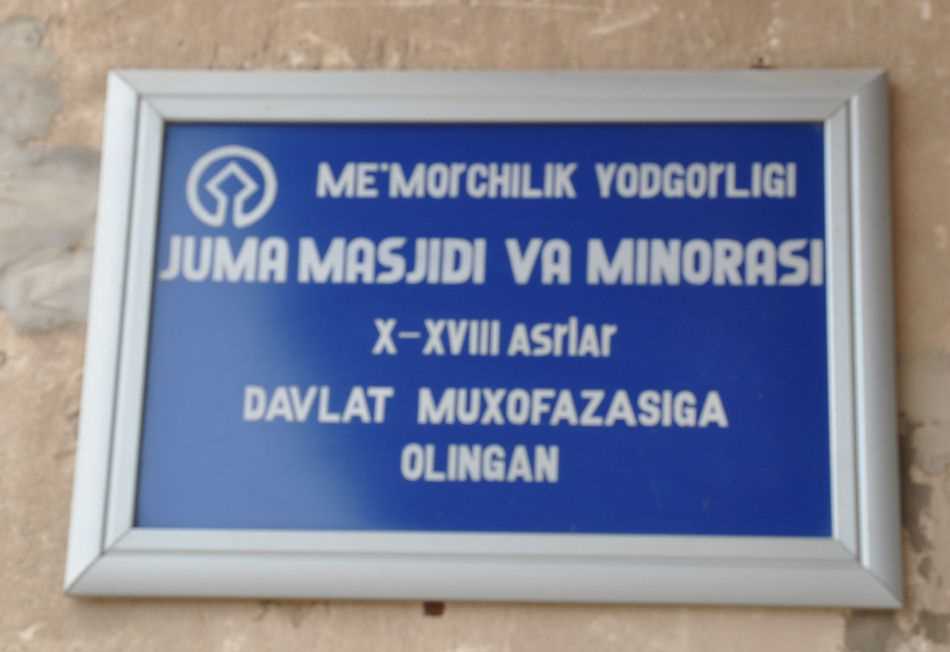 ME'MOrCHILIK YODGOrLIGI
JUMA MASJIDI VA MINORASI
X-XVIII asrlar
DAVLAT MUXOFAZASIGA
OLINGAN